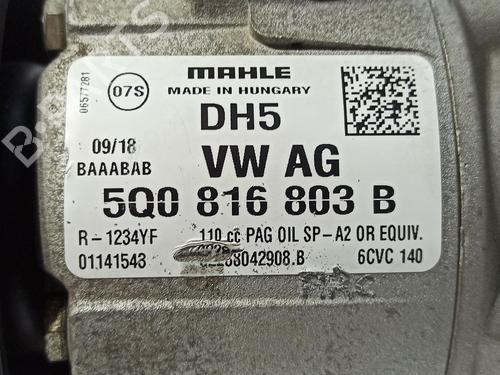 06577281
07S
MAHLE
MADE IN HUNGARY
DH5
09/18
BAAABAB
VW AG
5Q0 816 803 B
R-1234YF 110 cc PAG OIL SP-A2 OR EQUIV.
01141543 6CVC 140